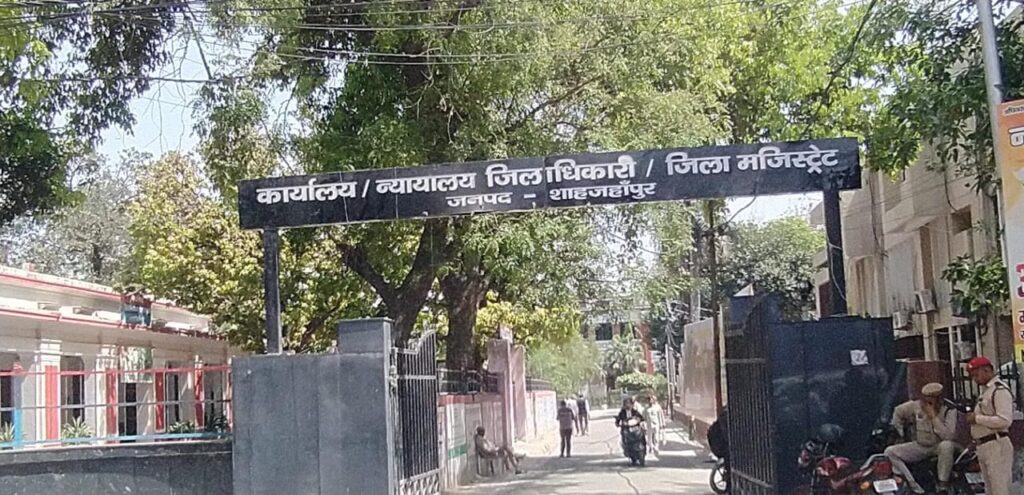 कार्यालय / न्यायालय जिलाधिकारी / जिला मजिस्ट्रेट
जनपद - शाहजहाँपुर